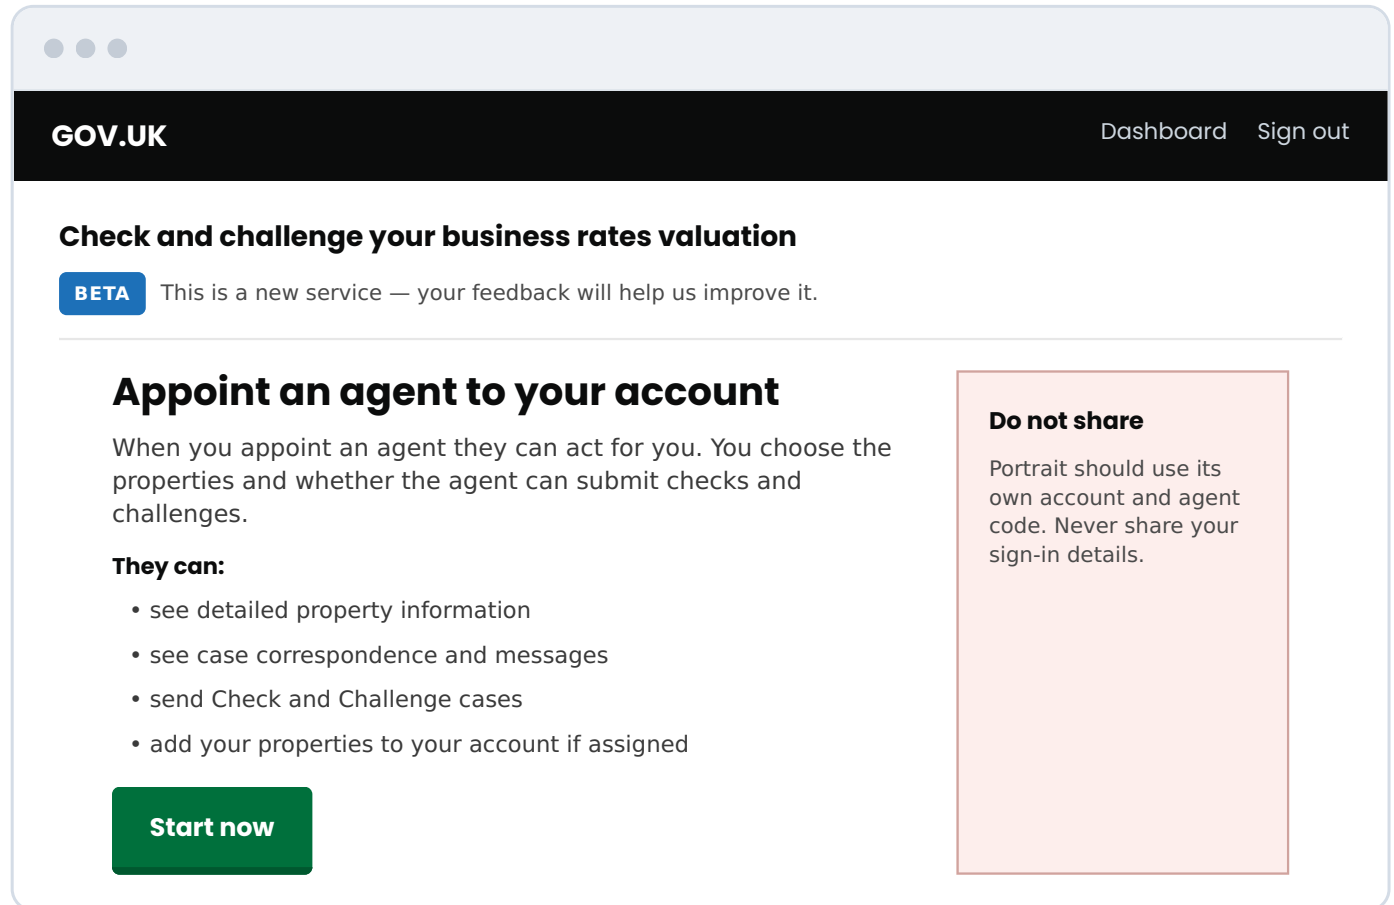 GOV.UK
Dashboard
Sign out
Check and challenge your business rates valuation
BETA
This is a new service — your feedback will help us improve it.
Appoint an agent to your account
When you appoint an agent they can act for you. You choose the
properties and whether the agent can submit checks and
challenges.
They can:
• see detailed property information
• see case correspondence and messages
• send Check and Challenge cases
• add your properties to your account if assigned
Start now
Do not share
Portrait should use its
own account and agent
code. Never share your
sign-in details.